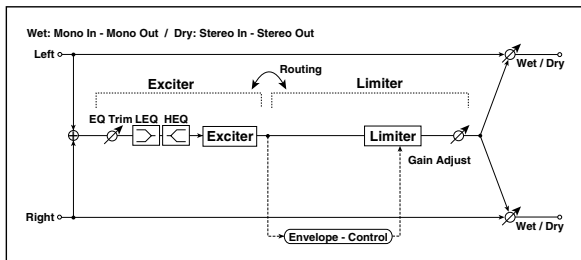 Wet: Mono In - Mono Out / Dry: Stereo In - Stereo Out
Left
Wet / Dry
Routing
Exciter
Limiter
EQ Trim LEQ HEQ
Exciter
Limiter
Gain Adjust
Right
Wet / Dry
Envelope - Control